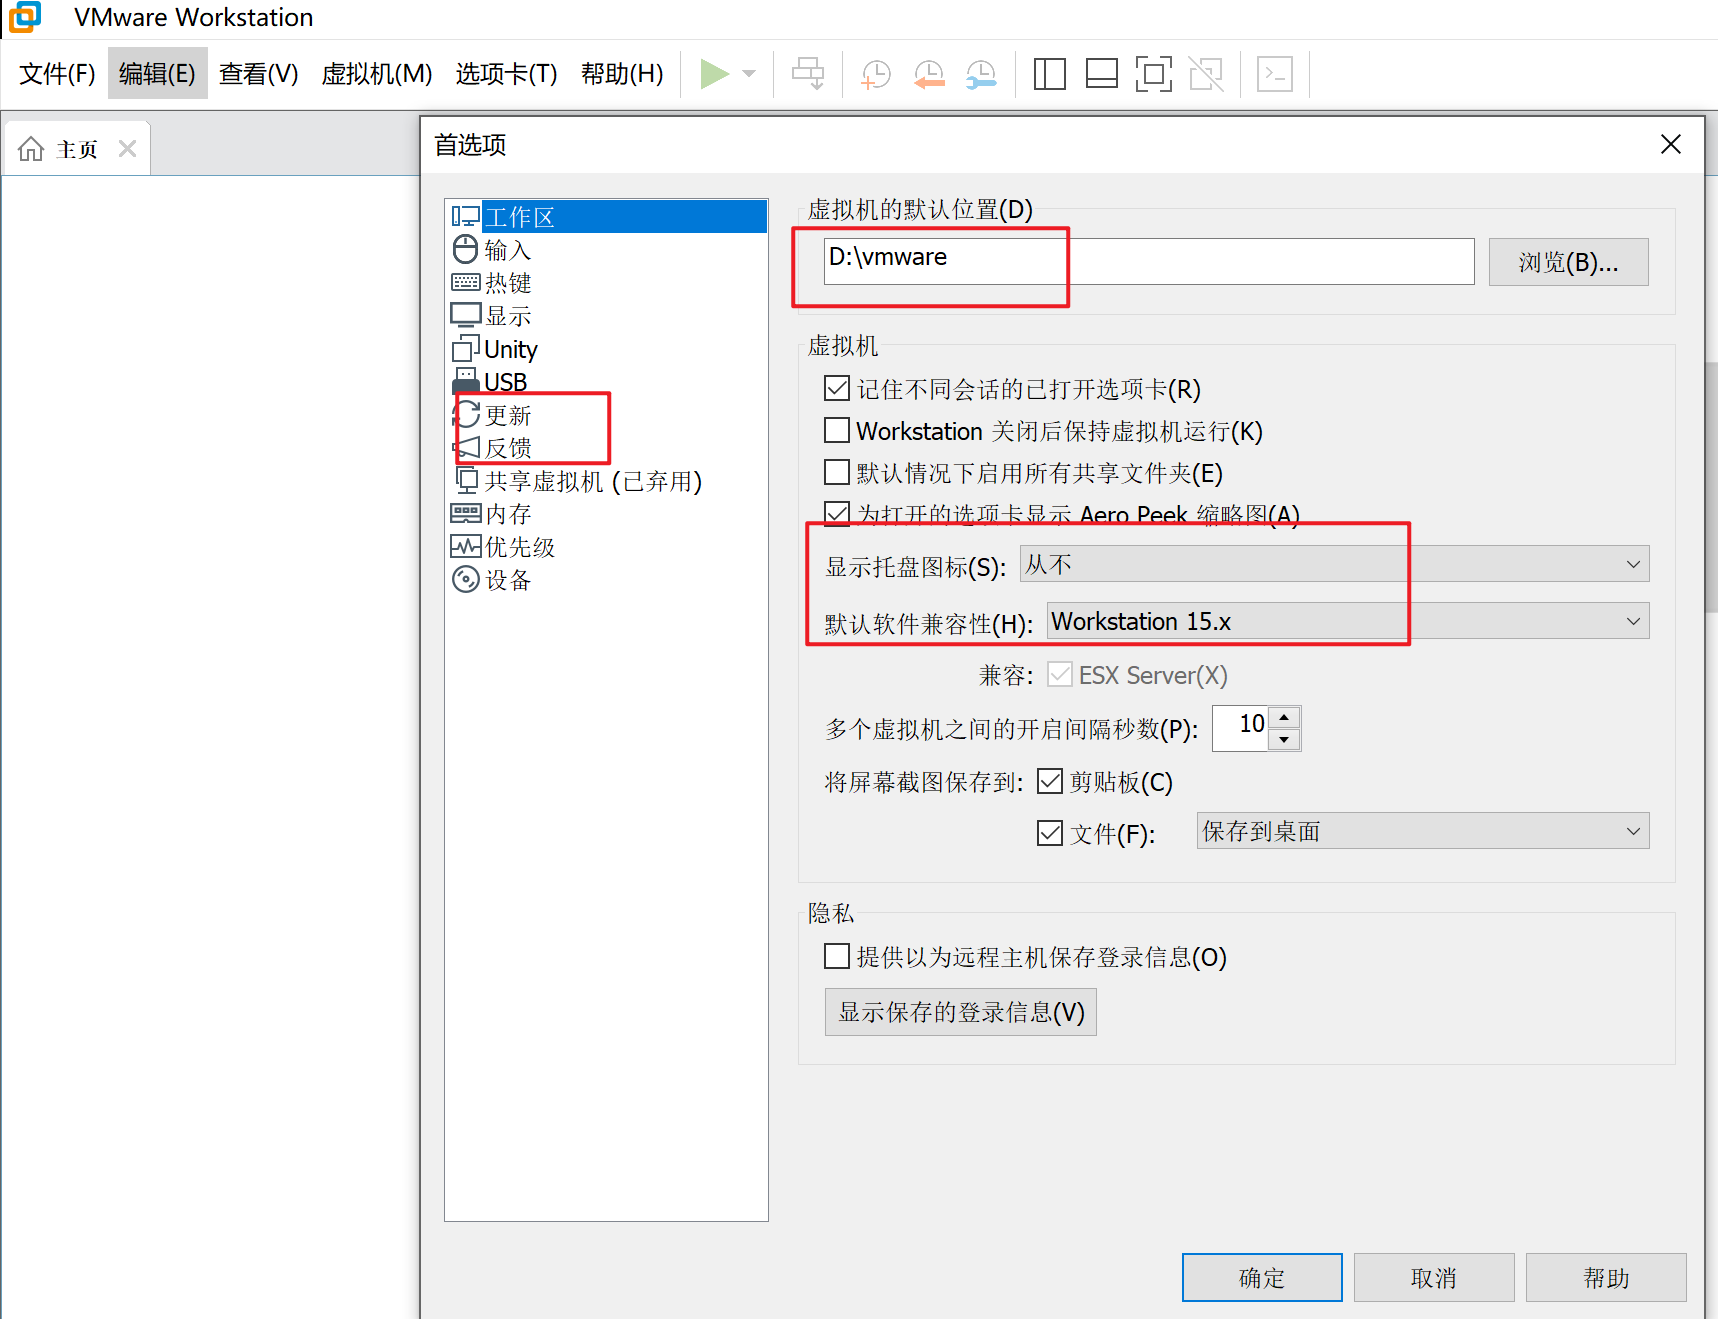 VMware Workstation
文件(F) 编辑(E) 查看(V) 虚拟机(M) 选项卡(T) 帮助(H)
主页
首选项
工作区
输入
热键
显示
Unity
USB
更新
反馈
共享虚拟机 (已弃用)
内存
优先级
设备
虚拟机的默认位置(D)
D:\vmware
浏览(B)...
虚拟机
记住不同会话的已打开选项卡(R)
Workstation 关闭后保持虚拟机运行(K)
默认情况下启用所有共享文件夹(E)
为打开的选项卡显示 Aero Peek 缩略图(A)
显示托盘图标(S): 从不
默认软件兼容性(H): Workstation 15.x
兼容: ESX Server(X)
多个虚拟机之间的开启间隔秒数(P): 10
将屏幕截图保存到: 剪贴板(C)
文件(F): 保存到桌面
隐私
提供以为远程主机保存登录信息(O)
显示保存的登录信息(V)
确定 取消 帮助